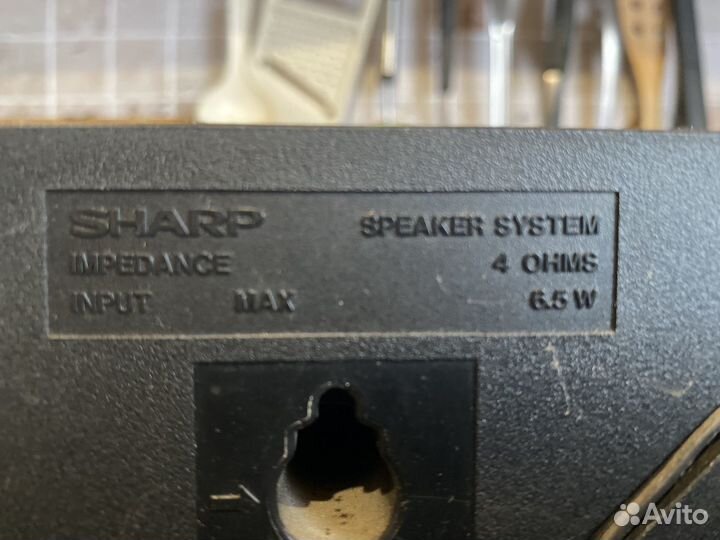 SHARP SPEAKER SYSTEM
IMPEDANCE 4 OHMS
INPUT MAX 6.5 W
Avito